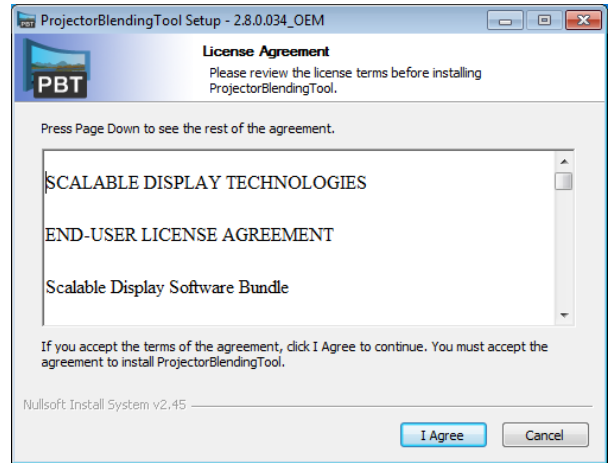 ProjectorBlendingTool Setup - 2.8.0.034_OEM
PBT
License Agreement
Please review the license terms before installing
ProjectorBlendingTool.
Press Page Down to see the rest of the agreement.
SCALABLE DISPLAY TECHNOLOGIES
END-USER LICENSE AGREEMENT
Scalable Display Software Bundle
If you accept the terms of the agreement, click I Agree to continue. You must accept the
agreement to install ProjectorBlendingTool.
Nullsoft Install System v2.45
I Agree
Cancel